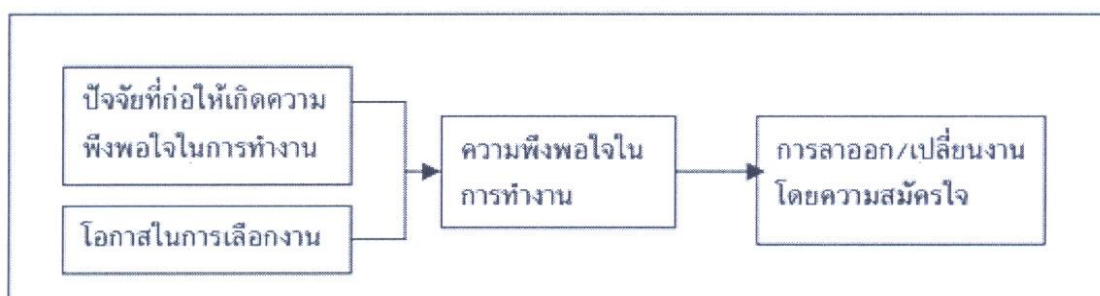 ปัจจัยที่ก่อให้เกิดความ
พึงพอใจในการทำงาน
โอกาสในการเลือกงาน
ความพึงพอใจใน
การทำงาน
การลาออก/เปลี่ยนงาน
โดยความสมัครใจ